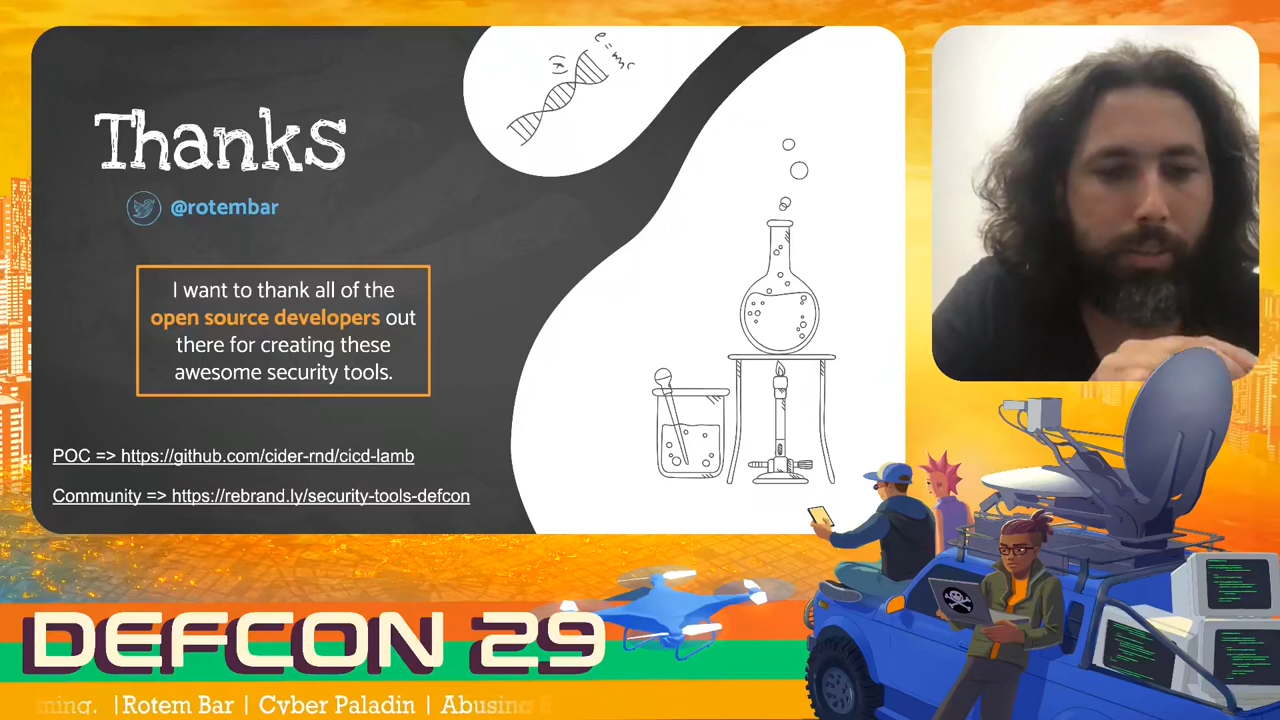 Thanks
@rotembar
I want to thank all of the
open source developers out
there for creating these
awesome security tools.
POC => https://github.com/cider-rnd/cicd-lamb
Community => https://rebrand.ly/security-tools-defcon
e=mc
(x)
DEFCON 29
ming. |Rotem Bar | Cyber Paladin | Abusing